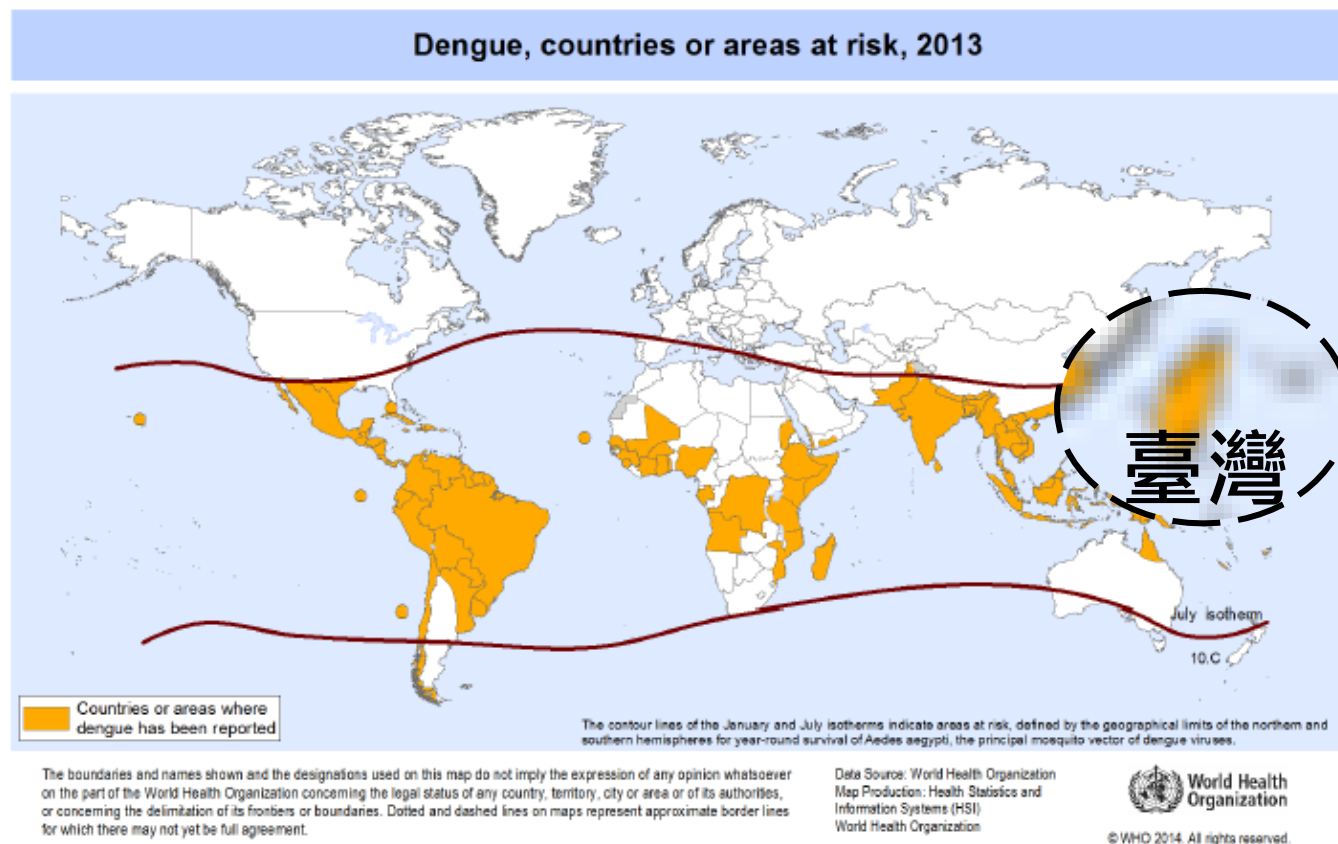 Dengue, countries or areas at risk, 2013
臺灣
July isotherm
10.C
Countries or areas where
dengue has been reported
The contour lines of the January and July isotherms indicate areas at risk, defined by the geographical limits of the northern and
southern hemispheres for year-round survival of Aedes aegypti, the principal mosquito vector of dengue viruses.
The boundaries and names shown and the designations used on this map do not imply the expression of any opinion whatsoever
on the part of the World Health Organization concerning the legal status of any country, territory, city or area or of its authorities,
or concerning the delimitation of its frontiers or boundaries. Dotted and dashed lines on maps represent approximate border lines
for which there may not yet be full agreement.
Data Source: World Health Organization
Map Production: Health Statistics and
Information Systems (HSI)
World Health Organization
World Health
Organization
© WHO 2014. All rights reserved.